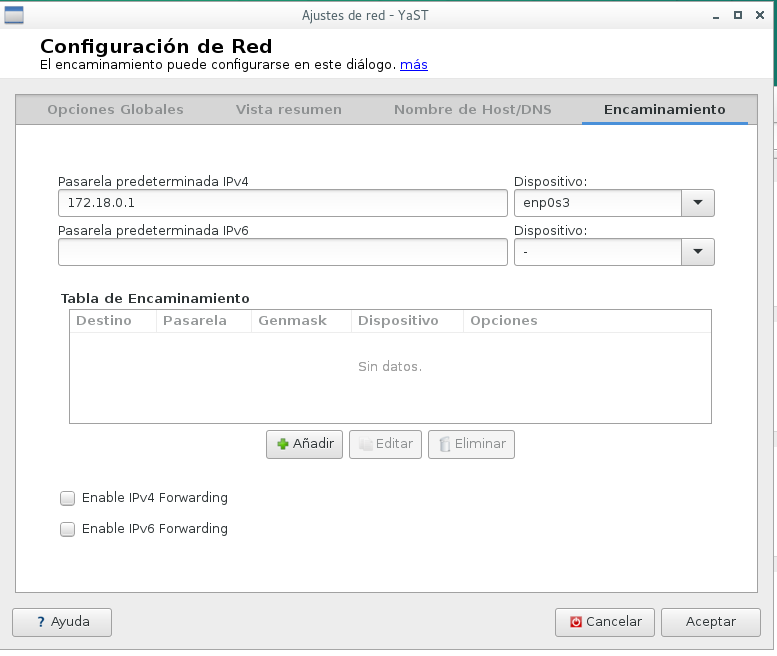 Ajustes de red - YaST
Configuración de Red
El encaminamiento puede configurarse en este diálogo. más
Opciones Globales Vista resumen Nombre de Host/DNS Encaminamiento
Pasarela predeterminada IPv4 Dispositivo:
172.18.0.1 enp0s3
Pasarela predeterminada IPv6 Dispositivo:
-
Tabla de Encaminamiento
Destino Pasarela Genmask Dispositivo Opciones
Sin datos.
Añadir Editar Eliminar
Enable IPv4 Forwarding
Enable IPv6 Forwarding
? Ayuda Cancelar Aceptar